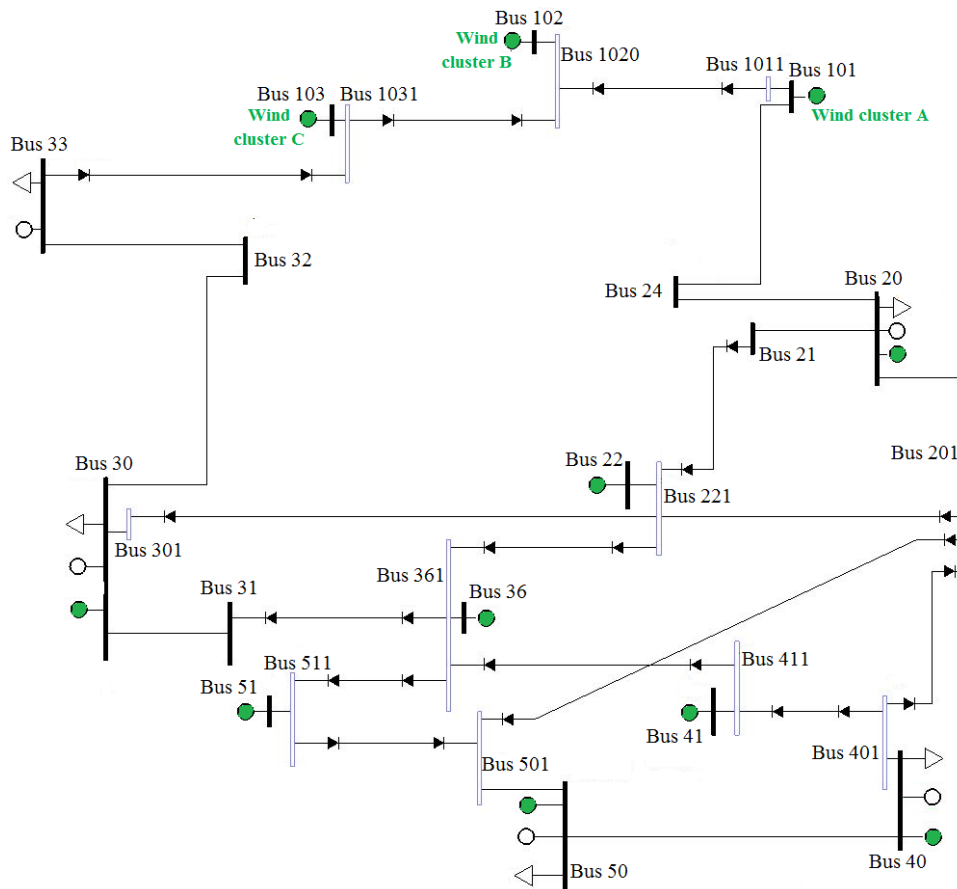 Bus 102
Wind
cluster B
Bus 1020
Bus 1011
Bus 101
Wind cluster A
Bus 103
Bus 1031
Wind
cluster C
Bus 33
Bus 32
Bus 24
Bus 20
Bus 21
Bus 201
Bus 22
Bus 221
Bus 30
Bus 301
Bus 361
Bus 36
Bus 31
Bus 511
Bus 51
Bus 411
Bus 41
Bus 401
Bus 501
Bus 50
Bus 40